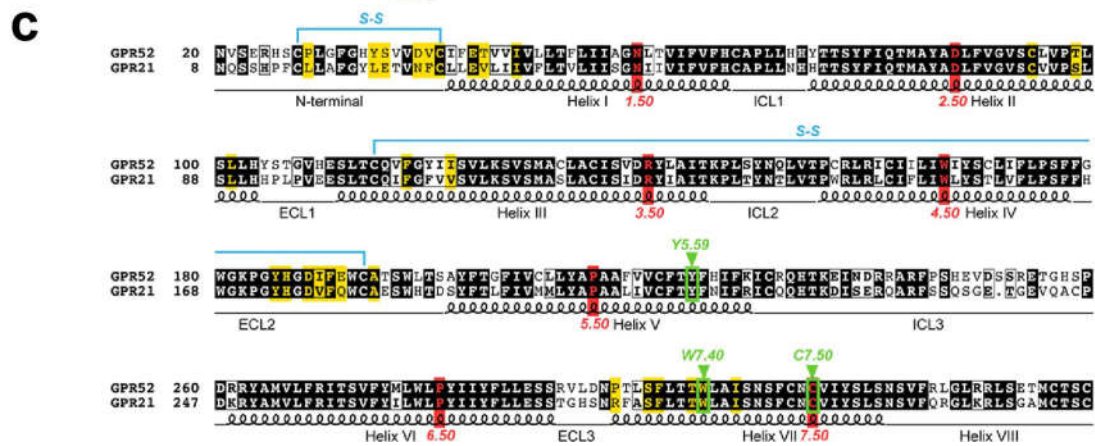 C
S-S
GPR52 20 NVSERHSCPLGFGHYSVVDVCIFETVVIVLLTFLIIAGNLTVIFVFHCAPLLHHYTTSYFIQTMAYADLFVGVSCLVPTL
GPR21 8 NQSSHPFCLLAFGYLETVNFCLLEVLIIVFLTVLIISGNIIVIFVFHCAPLLNHHTTSYFIQTMAYADLFVGVSCVVPSL
N-terminal Helix I 1.50 ICL1 2.50 Helix II
S-S
GPR52 100 SLLHYSTGVHESLTCQVFGYIISVLKSVSMACLACISVDRYLAITKPLSYNQLVTPCRLRICIILIWIYSCLIFLPSFFG
GPR21 88 SLLHHPLPVEESLTCQIFGFVVSVLKSVSMASLACISIDRYIAITKPLTYNTLVTPWRLRLCIFLIWLYSTLVFLPSFFH
ECL1 Helix III 3.50 ICL2 4.50 Helix IV
Y5.59
GPR52 180 WGKPGYHGDIFEWCATSWLTSAYFTGFIVCLLYAPAAFVVCFTYFHIFKICRQHTKEINDRRARFPSHEVDSSRETGHSP
GPR21 168 WGKPGYHGDVFQWCAESWHTDSYFTLFIVMMLYAPAALIVCFTYFNIFRICQQHTKDISERQARFSSQSGE.TGEVQACP
ECL2 5.50 Helix V ICL3
W7.40 C7.50
GPR52 260 DRRYAMVLFRITSVFYMLWLPYIIYFLLESSRVLDNPTLSFLTTWLAISNSFCNCVIYSLSNSVFRLGLRRLSETMCTSC
GPR21 247 DKRYAMVLFRITSVFYILWLPYIIYFLLESSTGHSNRFASFLTTWLAISNSFCNCVIYSLSNSVFQRGLKRLSGAMCTSC
Helix VI 6.50 ECL3 Helix VII 7.50 Helix VIII